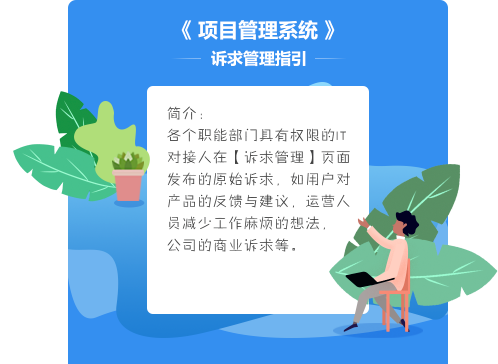 《 项目管理系统 》
诉求管理指引
简介：
各个职能部门具有权限的IT
对接人在【诉求管理】页面
发布的原始诉求，如用户对
产品的反馈与建议，运营人
员减少工作麻烦的想法，
公司的商业诉求等。